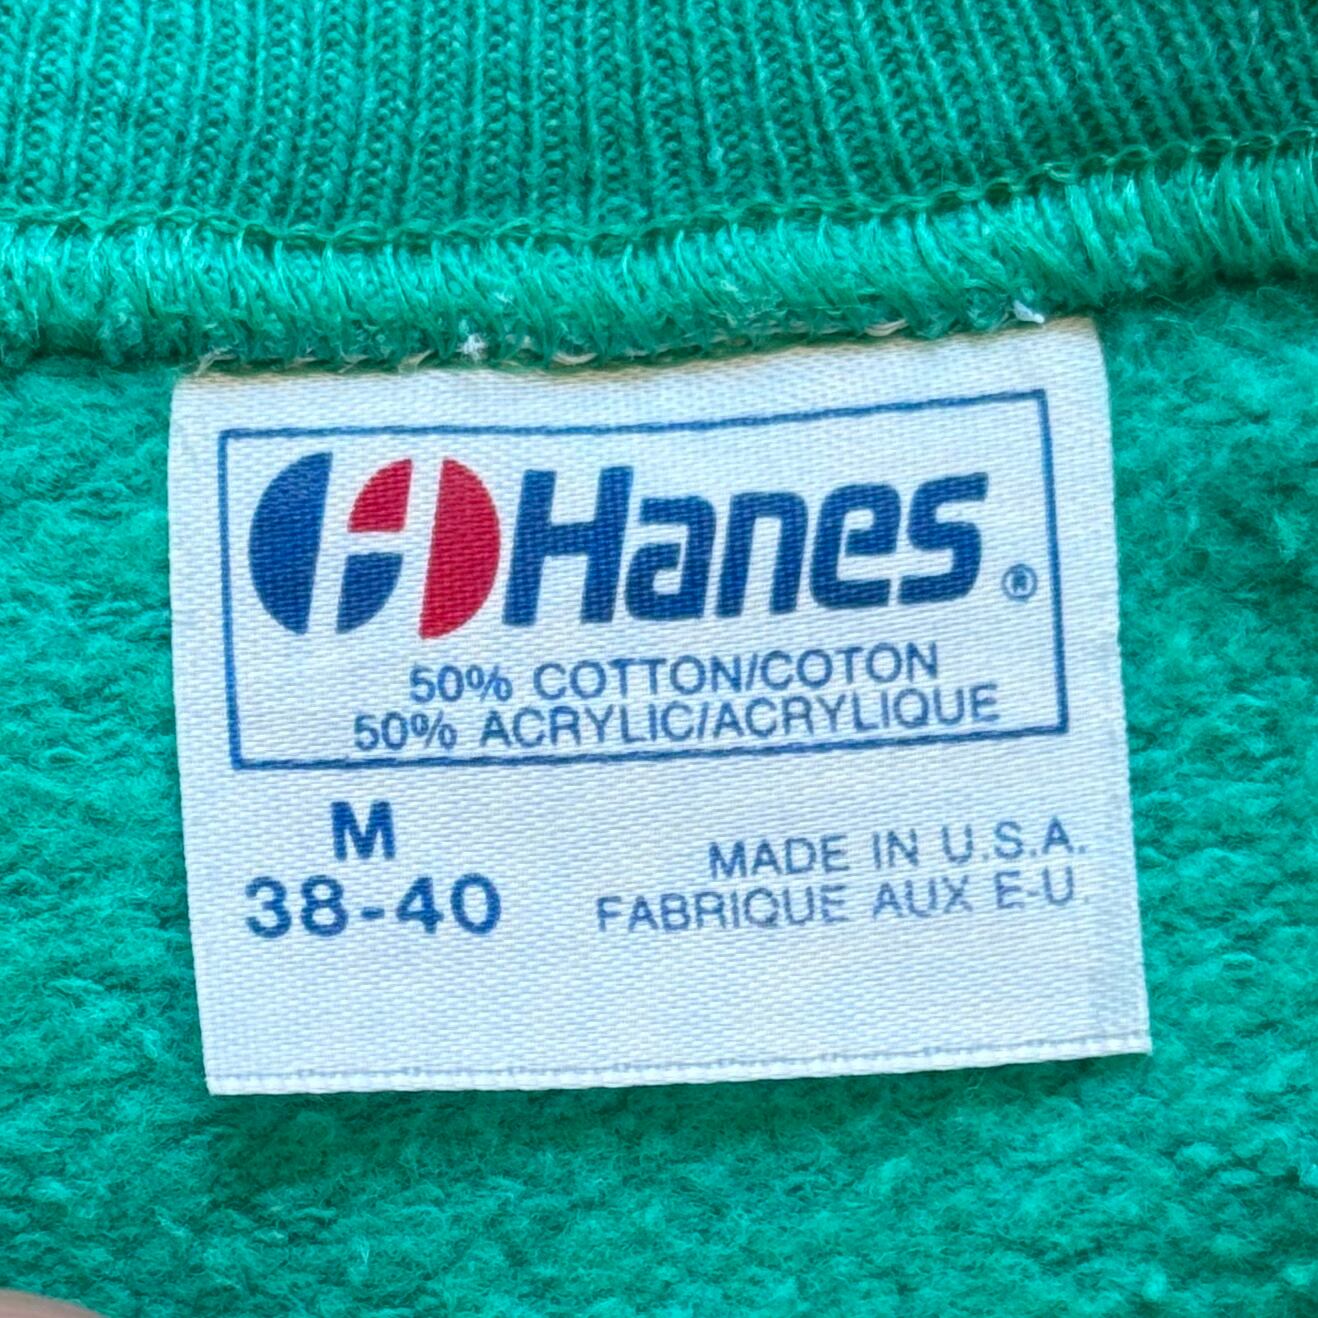 Hanes®
50% COTTON/COTON
50% ACRYLIC/ACRYLIQUE
M
38-40
MADE IN U.S.A.
FABRIQUE AUX E-U.